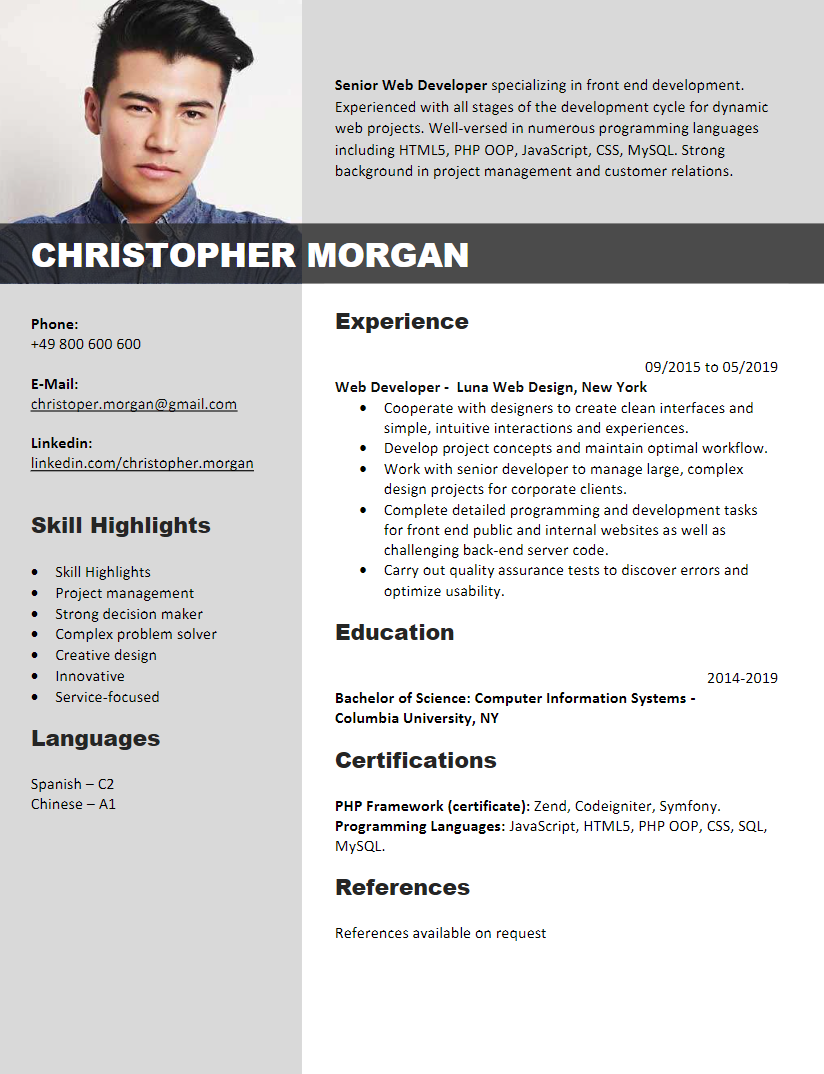 Senior Web Developer specializing in front end development.
Experienced with all stages of the development cycle for dynamic
web projects. Well-versed in numerous programming languages
including HTML5, PHP OOP, JavaScript, CSS, MySQL. Strong
background in project management and customer relations.
CHRISTOPHER MORGAN
Phone:
+49 800 600 600
E-Mail:
christoper.morgan@gmail.com
Linkedin:
linkedin.com/christopher.morgan
Skill Highlights
• Skill Highlights
• Project management
• Strong decision maker
• Complex problem solver
• Creative design
• Innovative
• Service-focused
Languages
Spanish – C2
Chinese – A1
Experience
09/2015 to 05/2019
Web Developer - Luna Web Design, New York
• Cooperate with designers to create clean interfaces and
simple, intuitive interactions and experiences.
• Develop project concepts and maintain optimal workflow.
• Work with senior developer to manage large, complex
design projects for corporate clients.
• Complete detailed programming and development tasks
for front end public and internal websites as well as
challenging back-end server code.
• Carry out quality assurance tests to discover errors and
optimize usability.
Education
2014-2019
Bachelor of Science: Computer Information Systems -
Columbia University, NY
Certifications
PHP Framework (certificate): Zend, Codeigniter, Symfony.
Programming Languages: JavaScript, HTML5, PHP OOP, CSS, SQL,
MySQL.
References
References available on request